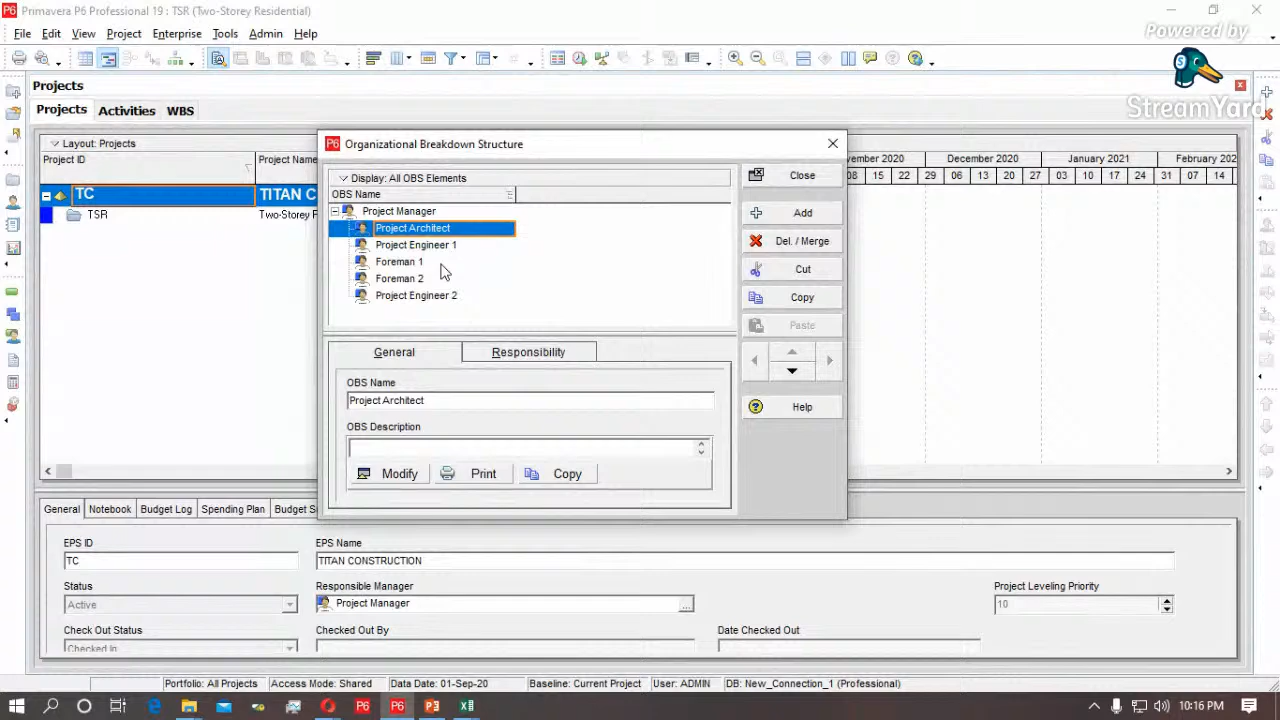 Primavera P6 Professional 19 : TSR (Two-Storey Residential)
File Edit View Project Enterprise Tools Admin Help
Powered by
StreamYard
Projects
Projects Activities WBS
Layout: Projects
Project ID Project Name
TC TITAN C
TSR Two-Storey R
vember 2020 December 2020 January 2021 February 202
08 15 22 29 06 13 20 27 03 10 17 24 31 07 14
Organizational Breakdown Structure
Display: All OBS Elements
OBS Name
Project Manager
Project Architect
Project Engineer 1
Foreman 1
Foreman 2
Project Engineer 2
Close
Add
Del. / Merge
Cut
Copy
Paste
Help
General Responsibility
OBS Name
Project Architect
OBS Description
Modify Print Copy
General Notebook Budget Log Spending Plan Budget S
EPS ID EPS Name
TC TITAN CONSTRUCTION
Status Responsible Manager Project Leveling Priority
Active Project Manager ... 10
Check Out Status Checked Out By Date Checked Out
Checked In
Portfolio: All Projects Access Mode: Shared Data Date: 01-Sep-20 Baseline: Current Project User: ADMIN DB: New_Connection_1 (Professional)
10:16 PM